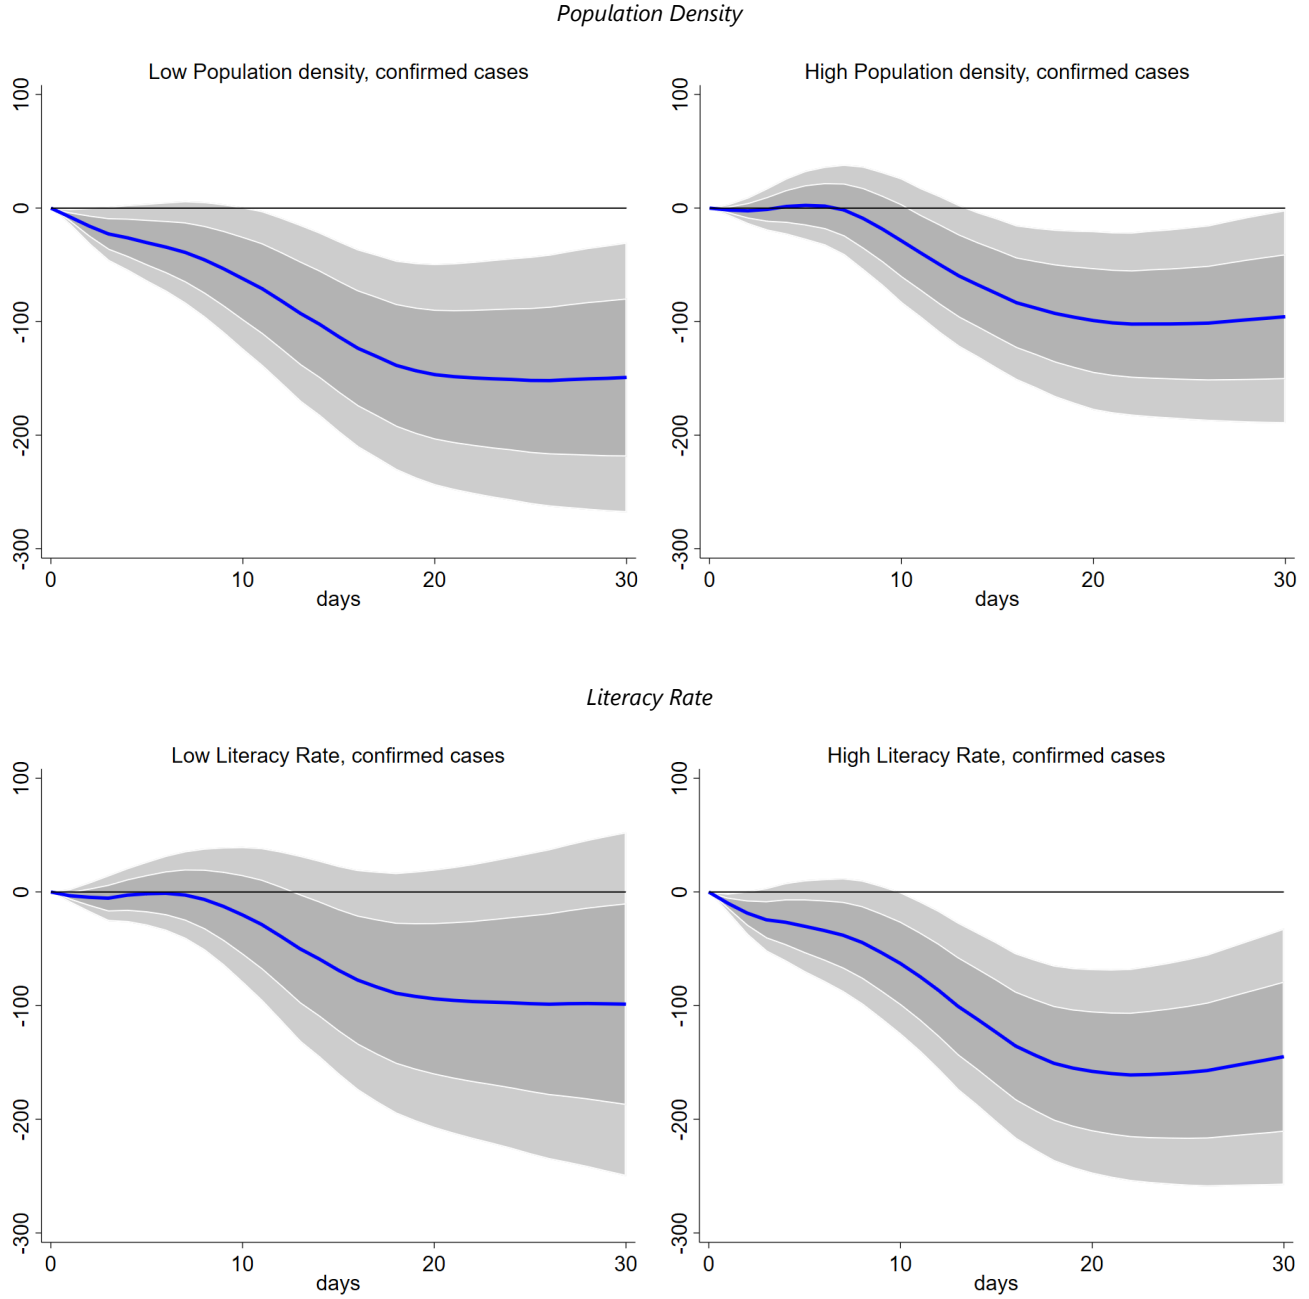 Population Density
Low Population density, confirmed cases
100
0
-100
-200
-300
0 10 20 30
days
High Population density, confirmed cases
100
0
-100
-200
-300
0 10 20 30
days
Literacy Rate
Low Literacy Rate, confirmed cases
100
0
-100
-200
-300
0 10 20 30
days
High Literacy Rate, confirmed cases
100
0
-100
-200
-300
0 10 20 30
days